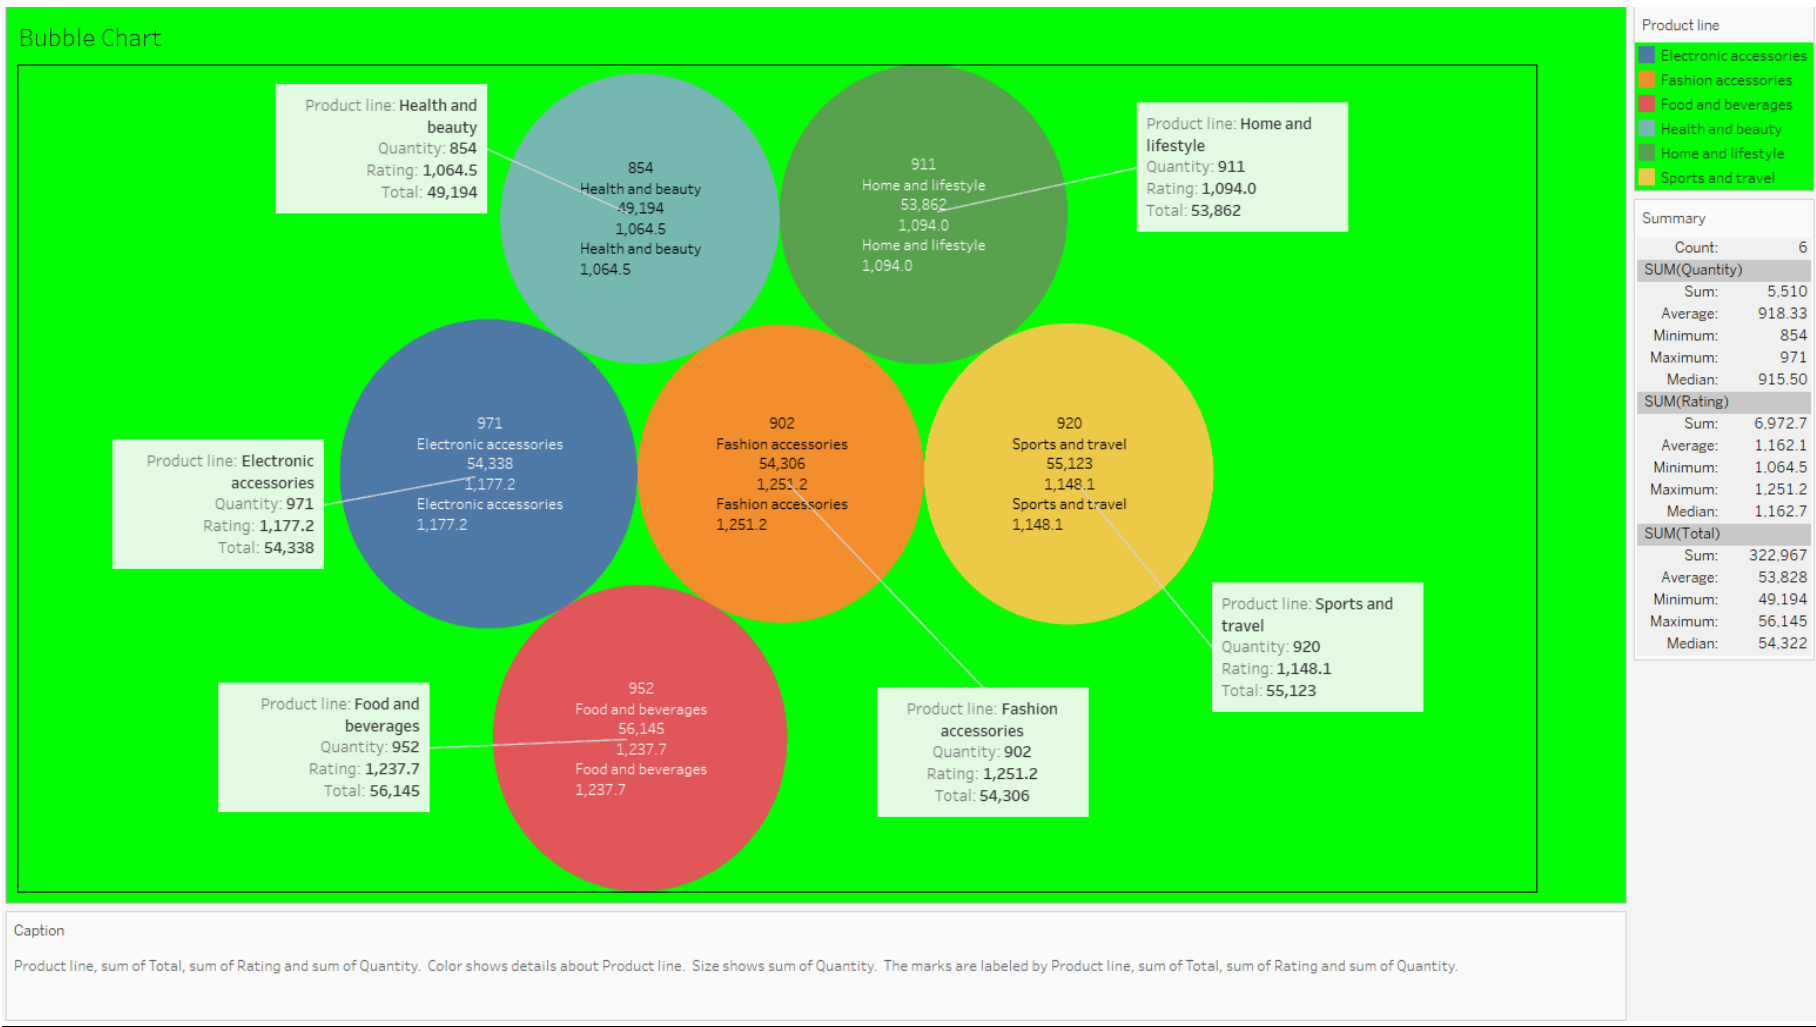 Bubble Chart
Product line: Health and
beauty
Quantity: 854
Rating: 1,064.5
Total: 49,194
854
Health and beauty
49,194
1,064.5
Health and beauty
1,064.5
911
Home and lifestyle
53,862
1,094.0
Home and lifestyle
1,094.0
Product line: Home and
lifestyle
Quantity: 911
Rating: 1,094.0
Total: 53,862
Product line: Electronic
accessories
Quantity: 971
Rating: 1,177.2
Total: 54,338
971
Electronic accessories
54,338
1,177.2
Electronic accessories
1,177.2
902
Fashion accessories
54,306
1,251.2
Fashion accessories
1,251.2
920
Sports and travel
55,123
1,148.1
Sports and travel
1,148.1
Product line: Sports and
travel
Quantity: 920
Rating: 1,148.1
Total: 55,123
Product line: Food and
beverages
Quantity: 952
Rating: 1,237.7
Total: 56,145
952
Food and beverages
56,145
1,237.7
Food and beverages
1,237.7
Product line: Fashion
accessories
Quantity: 902
Rating: 1,251.2
Total: 54,306
Product line
Electronic accessories
Fashion accessories
Food and beverages
Health and beauty
Home and lifestyle
Sports and travel
Summary
Count: 6
SUM(Quantity)
Sum: 5,510
Average: 918.33
Minimum: 854
Maximum: 971
Median: 915.50
SUM(Rating)
Sum: 6,972.7
Average: 1,162.1
Minimum: 1,064.5
Maximum: 1,251.2
Median: 1,162.7
SUM(Total)
Sum: 322,967
Average: 53,828
Minimum: 49,194
Maximum: 56,145
Median: 54,322
Caption
Product line, sum of Total, sum of Rating and sum of Quantity. Color shows details about Product line. Size shows sum of Quantity. The marks are labeled by Product line, sum of Total, sum of Rating and sum of Quantity.